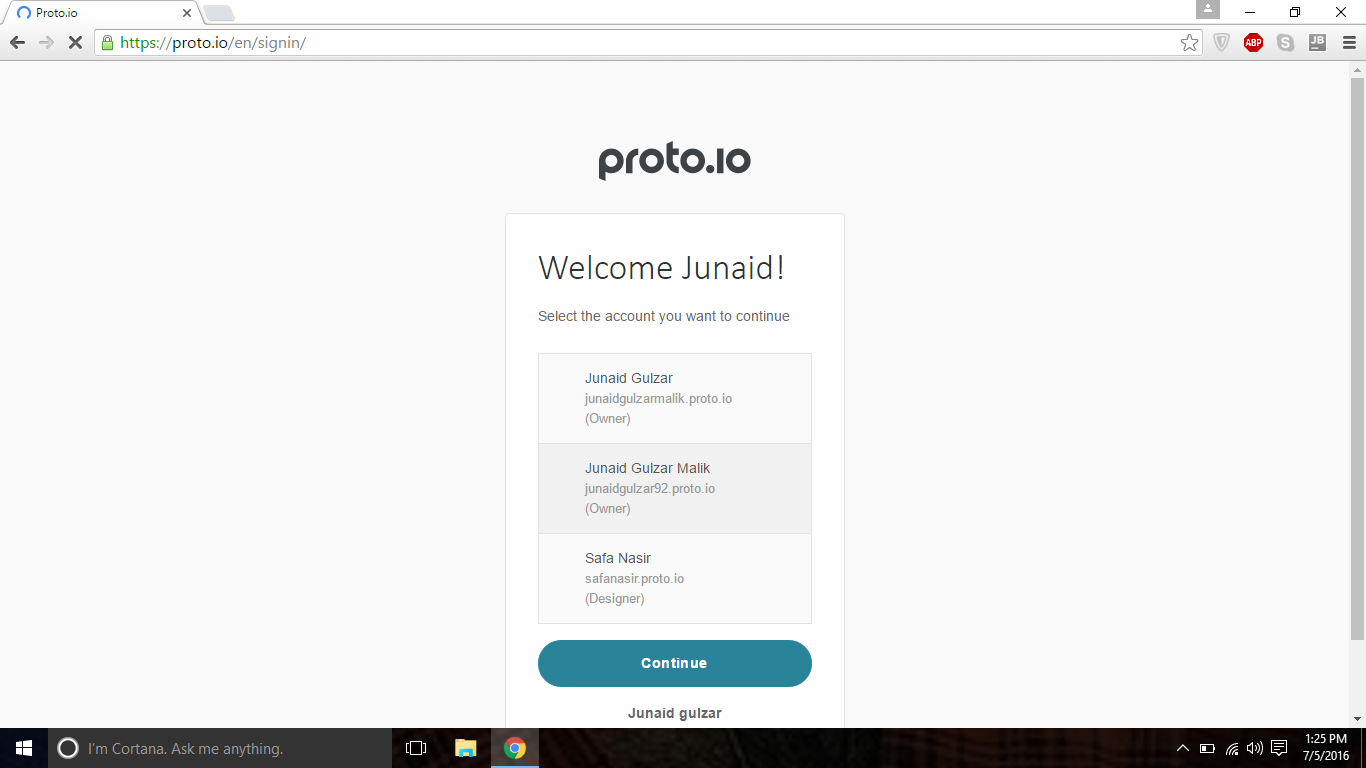 Proto.io
https://proto.io/en/signin/
ABP
JB
proto.io
Welcome Junaid!
Select the account you want to continue
Junaid Gulzar
junaidgulzarmalik.proto.io
(Owner)
Junaid Gulzar Malik
junaidgulzar92.proto.io
(Owner)
Safa Nasir
safanasir.proto.io
(Designer)
Continue
Junaid gulzar
I'm Cortana. Ask me anything.
1:25 PM
7/5/2016